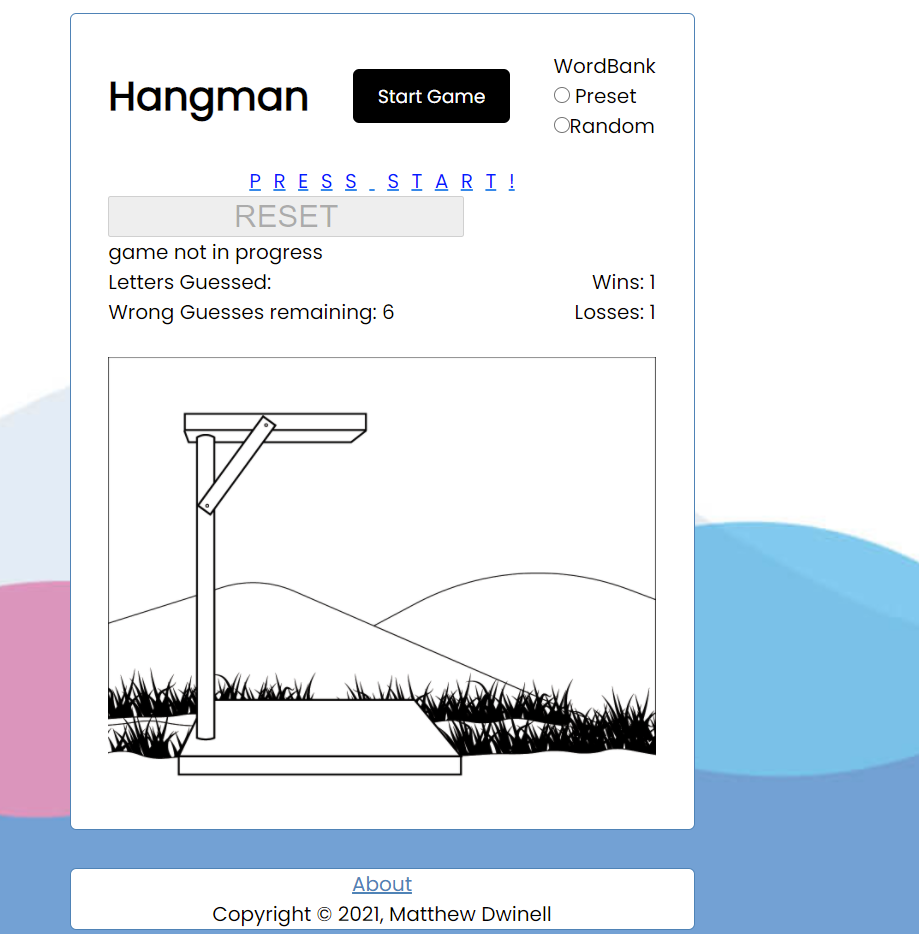 Hangman
Start Game
WordBank
Preset
Random
P R E S S _ S T A R T !
RESET
game not in progress
Letters Guessed:
Wins: 1
Wrong Guesses remaining: 6
Losses: 1
About
Copyright © 2021, Matthew Dwinell